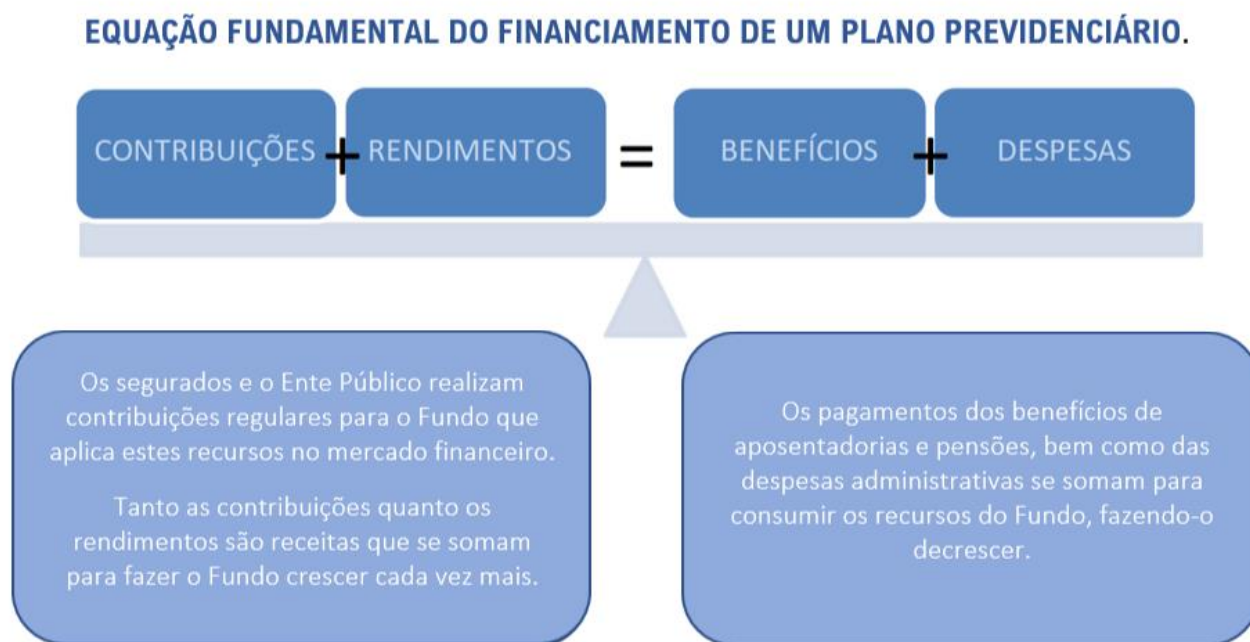 EQUAÇÃO FUNDAMENTAL DO FINANCIAMENTO DE UM PLANO PREVIDENCIÁRIO.
CONTRIBUIÇÕES + RENDIMENTOS = BENEFÍCIOS + DESPESAS
Os segurados e o Ente Público realizam
contribuições regulares para o Fundo que
aplica estes recursos no mercado financeiro.
Tanto as contribuições quanto os
rendimentos são receitas que se somam
para fazer o Fundo crescer cada vez mais.
Os pagamentos dos benefícios de
aposentadorias e pensões, bem como das
despesas administrativas se somam para
consumir os recursos do Fundo, fazendo-o
decrescer.